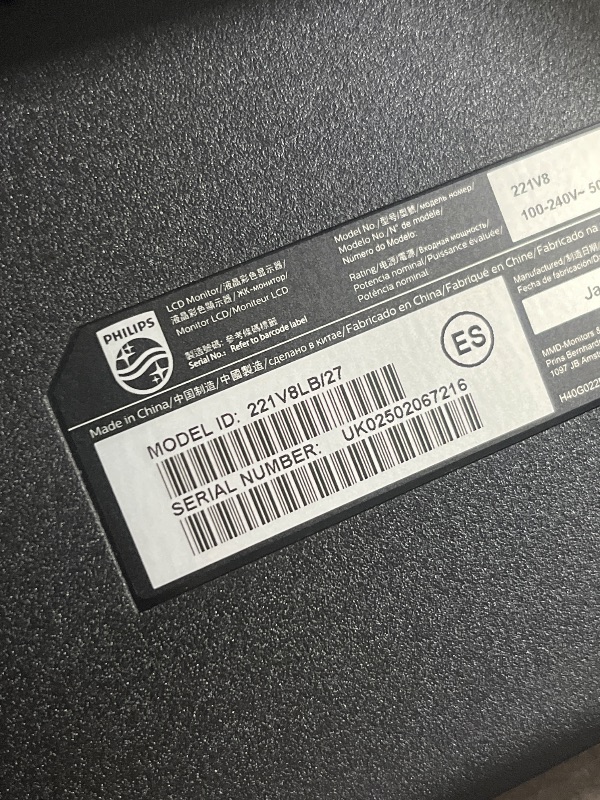 PHILIPS
LCD Monitor/液晶彩色显示器/
液晶彩色顯示器/ЖК-монитор/
Monitor LCD/Moniteur LCD
製造號碼: 參考條碼標籤
Serial No.: Refer to barcode label
Model No./型号/型號/модель номер/
Modelo No./N° de modèle/
Número do Modelo:
221V8
Rating/电源/電源/Входная мощность/
Potencia nominal/Puissance évaluée/
Potência nominal
100-240V~ 50
Made in China/中国制造/中國製造/сделано в Китае/Fabricado en China/Fabriqué en Chine/Fabricado na
MODEL ID: 221V8LB/27
SERIAL NUMBER: UK02502067216
ES
Manufactured/制造日期/
Fecha de fabricación/D
Ja
MMD-Monitors &
Prins Bernhard
1097 JB Amst
H40G022